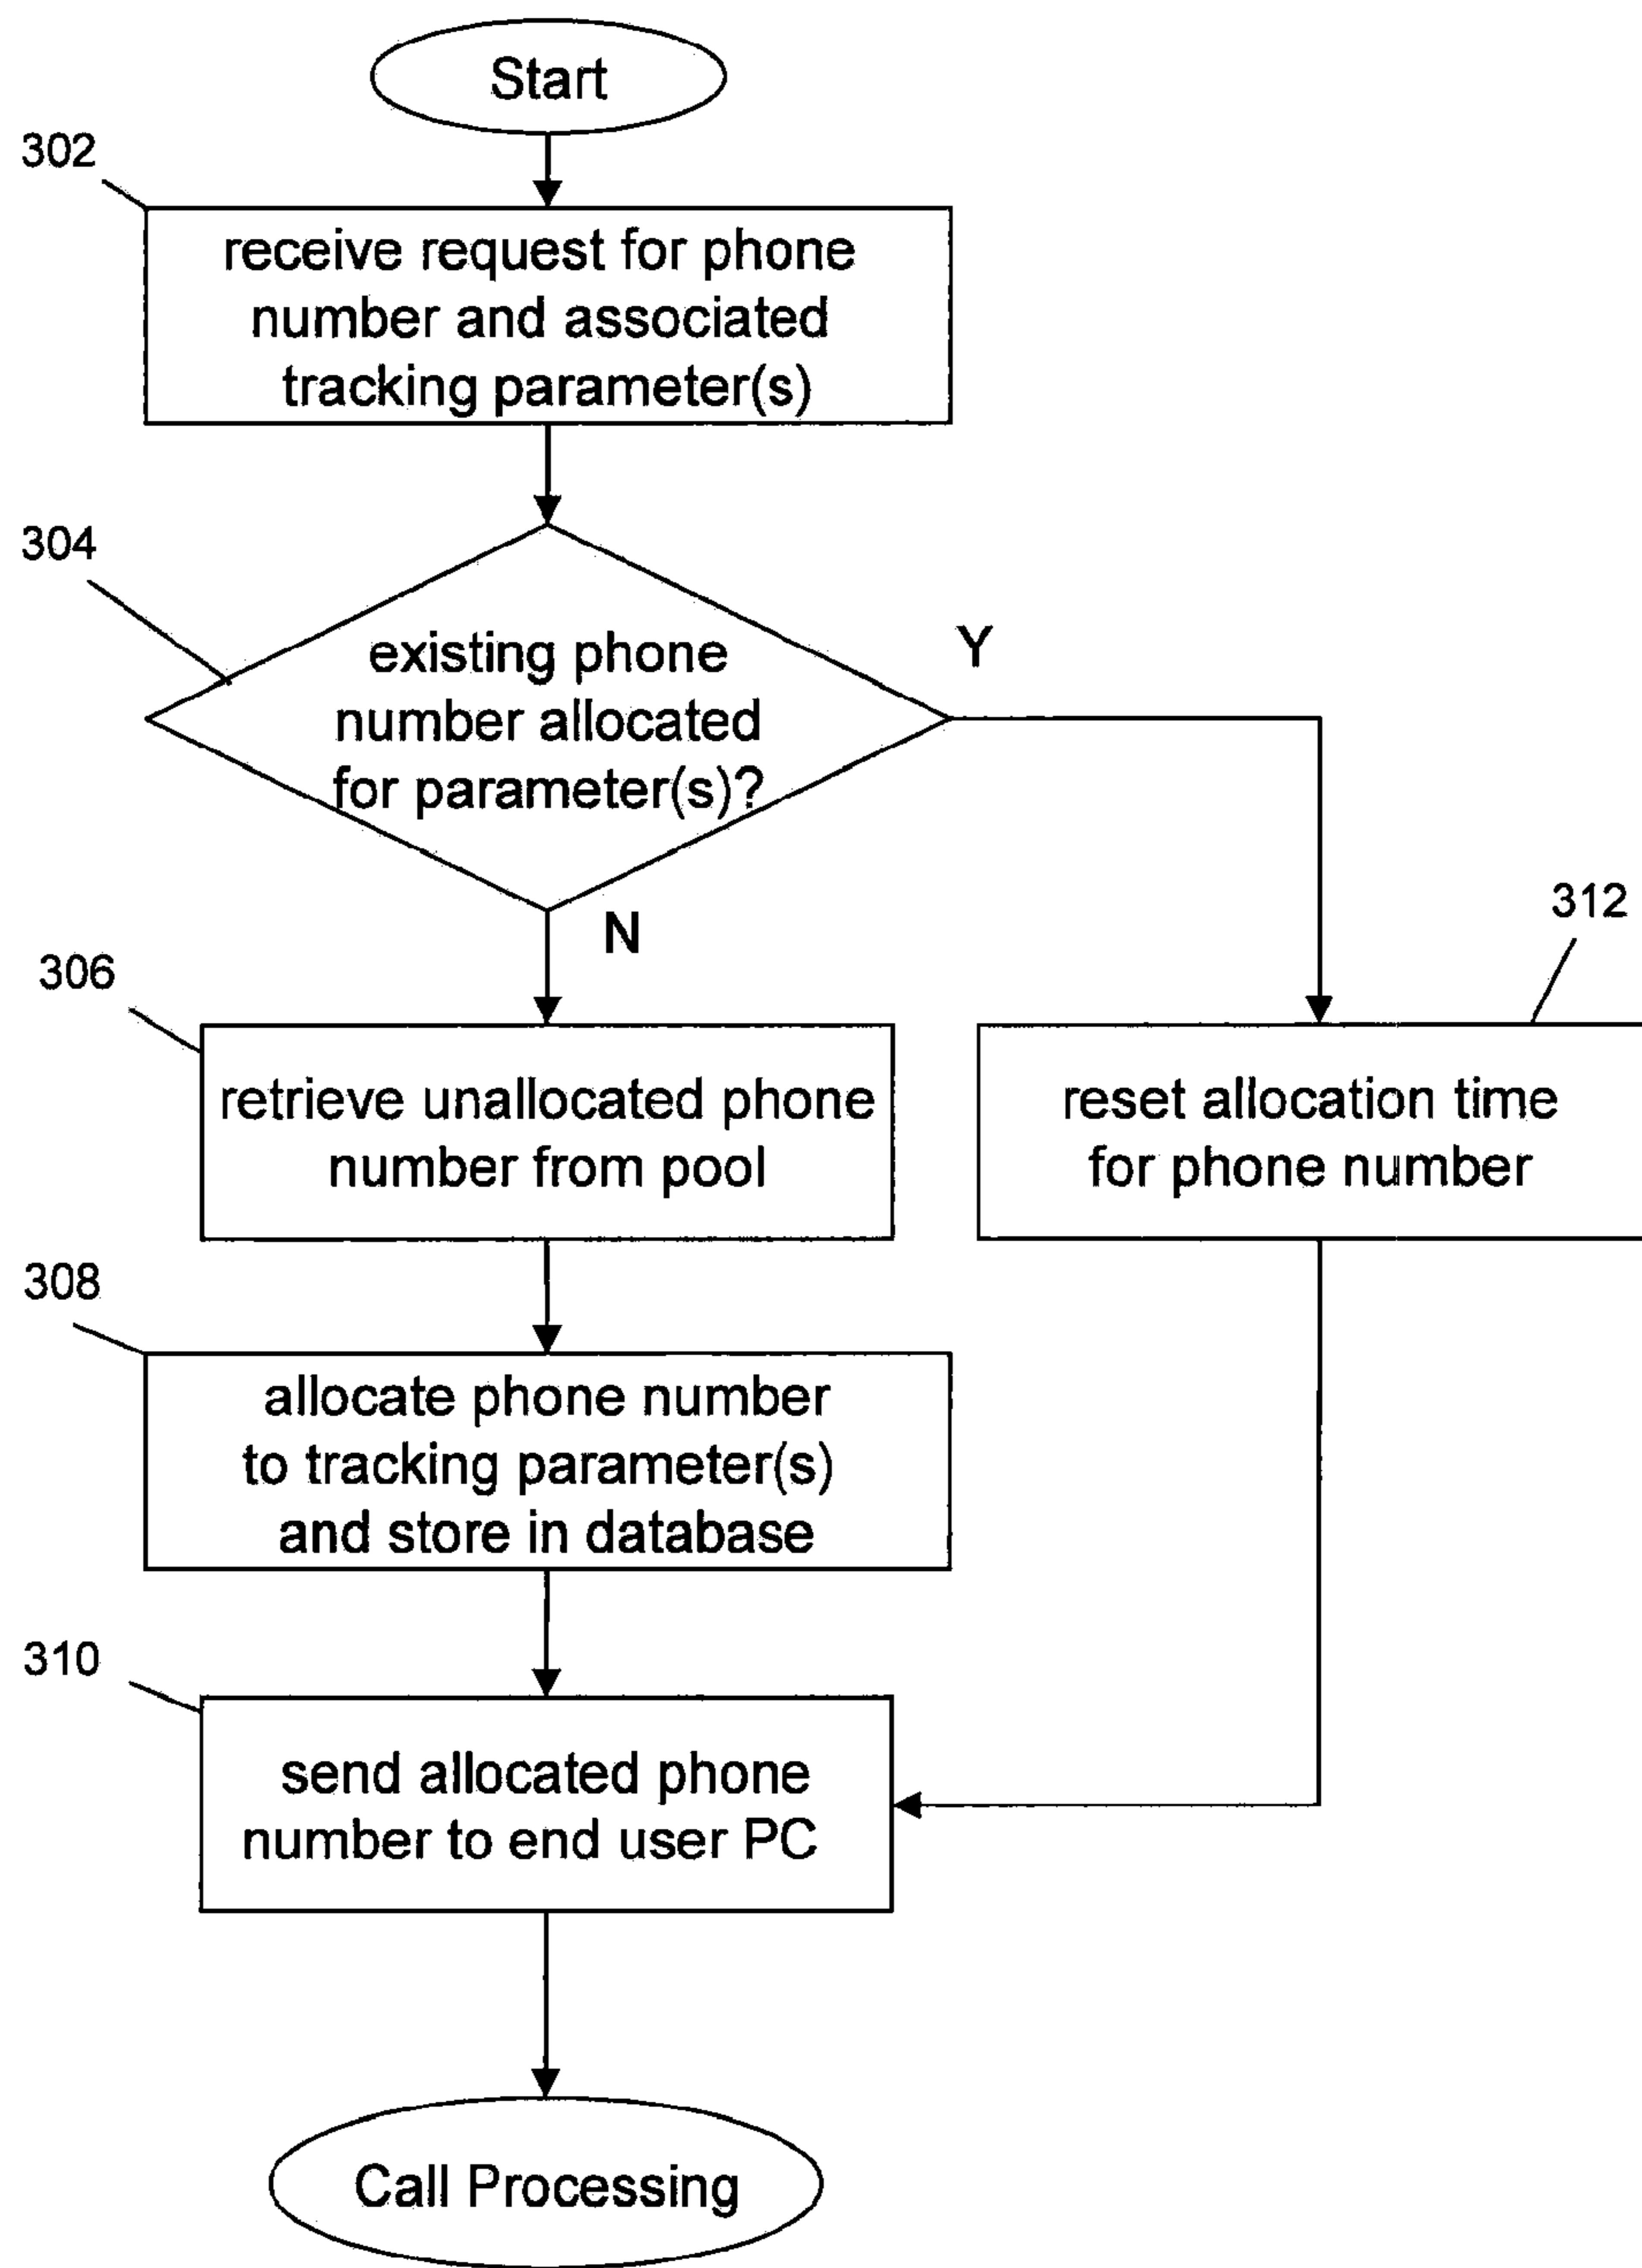 Start
302
receive request for phone
number and associated
tracking parameter(s)
304
existing phone
number allocated
for parameter(s)?
Y
N
306
retrieve unallocated phone
number from pool
312
reset allocation time
for phone number
308
allocate phone number
to tracking parameter(s)
and store in database
310
send allocated phone
number to end user PC
Call Processing